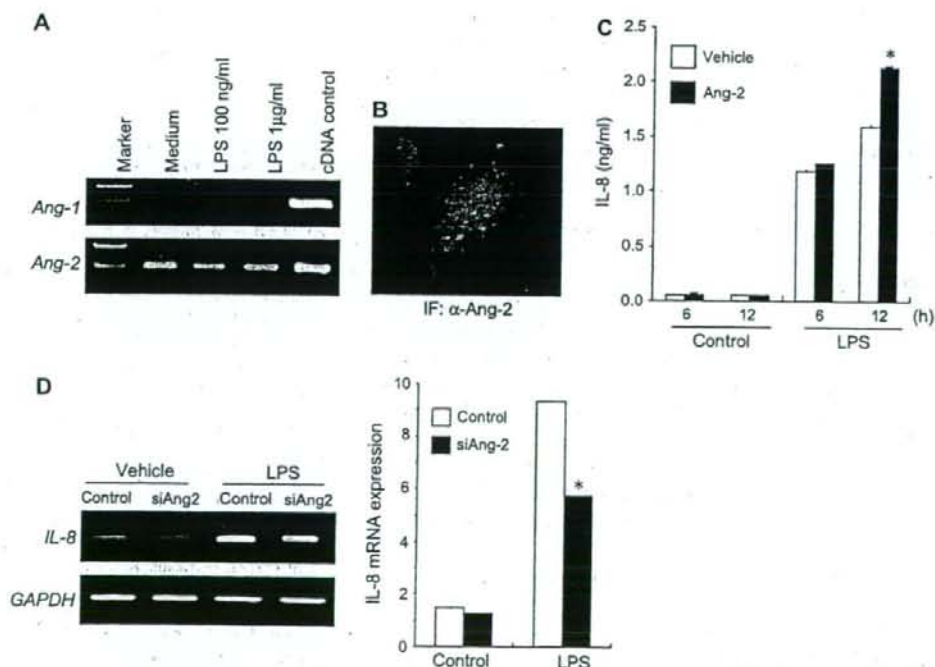 A
Marker
Medium
LPS 100 ng/ml
LPS 1µg/ml
cDNA control
Ang-1
Ang-2
B
IF: α-Ang-2
C
Vehicle
Ang-2
*
IL-8 (ng/ml)
2.5
2.0
1.5
1.0
0.5
0.0
6 12 6 12 (h)
Control LPS
D
Vehicle LPS
Control siAng2 Control siAng2
IL-8
GAPDH
Control
siAng-2
*
IL-8 mRNA expression
10
8
6
4
2
0
Control LPS